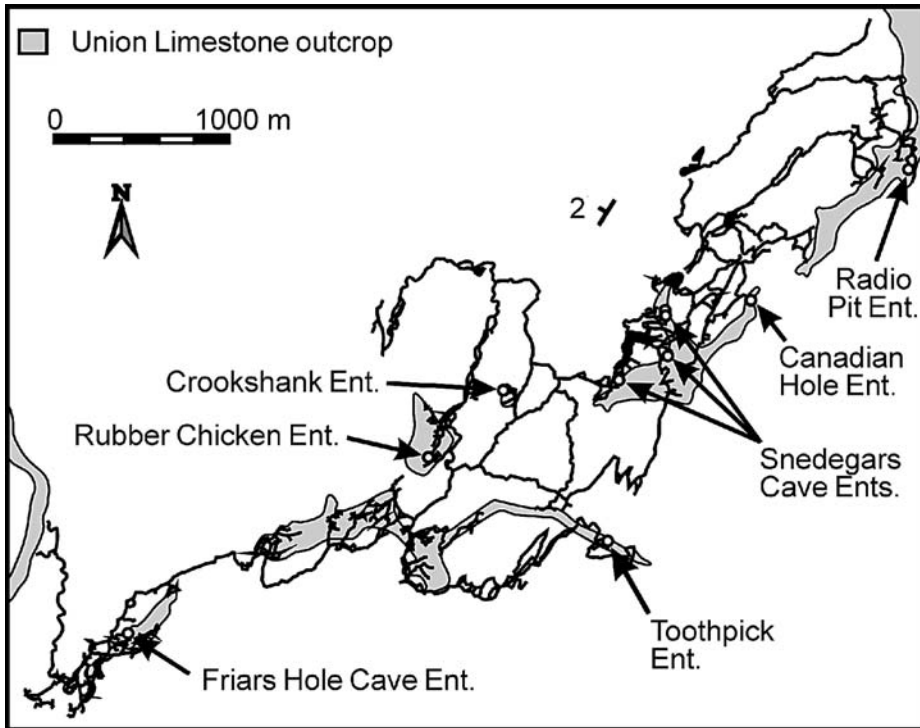 Union Limestone outcrop
0 1000 m
N
2
Radio
Pit Ent.
Canadian
Hole Ent.
Crookshank Ent.
Rubber Chicken Ent.
Snedegars
Cave Ents.
Toothpick
Ent.
Friars Hole Cave Ent.